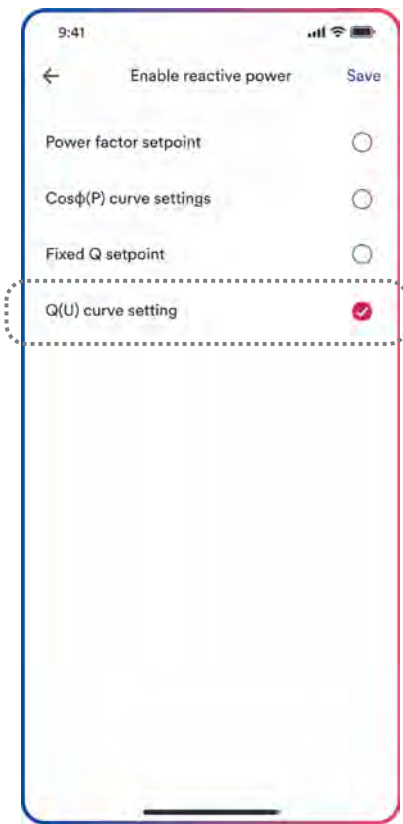 9:41
Enable reactive power Save
Power factor setpoint
Cosϕ(P) curve settings
Fixed Q setpoint
Q(U) curve setting